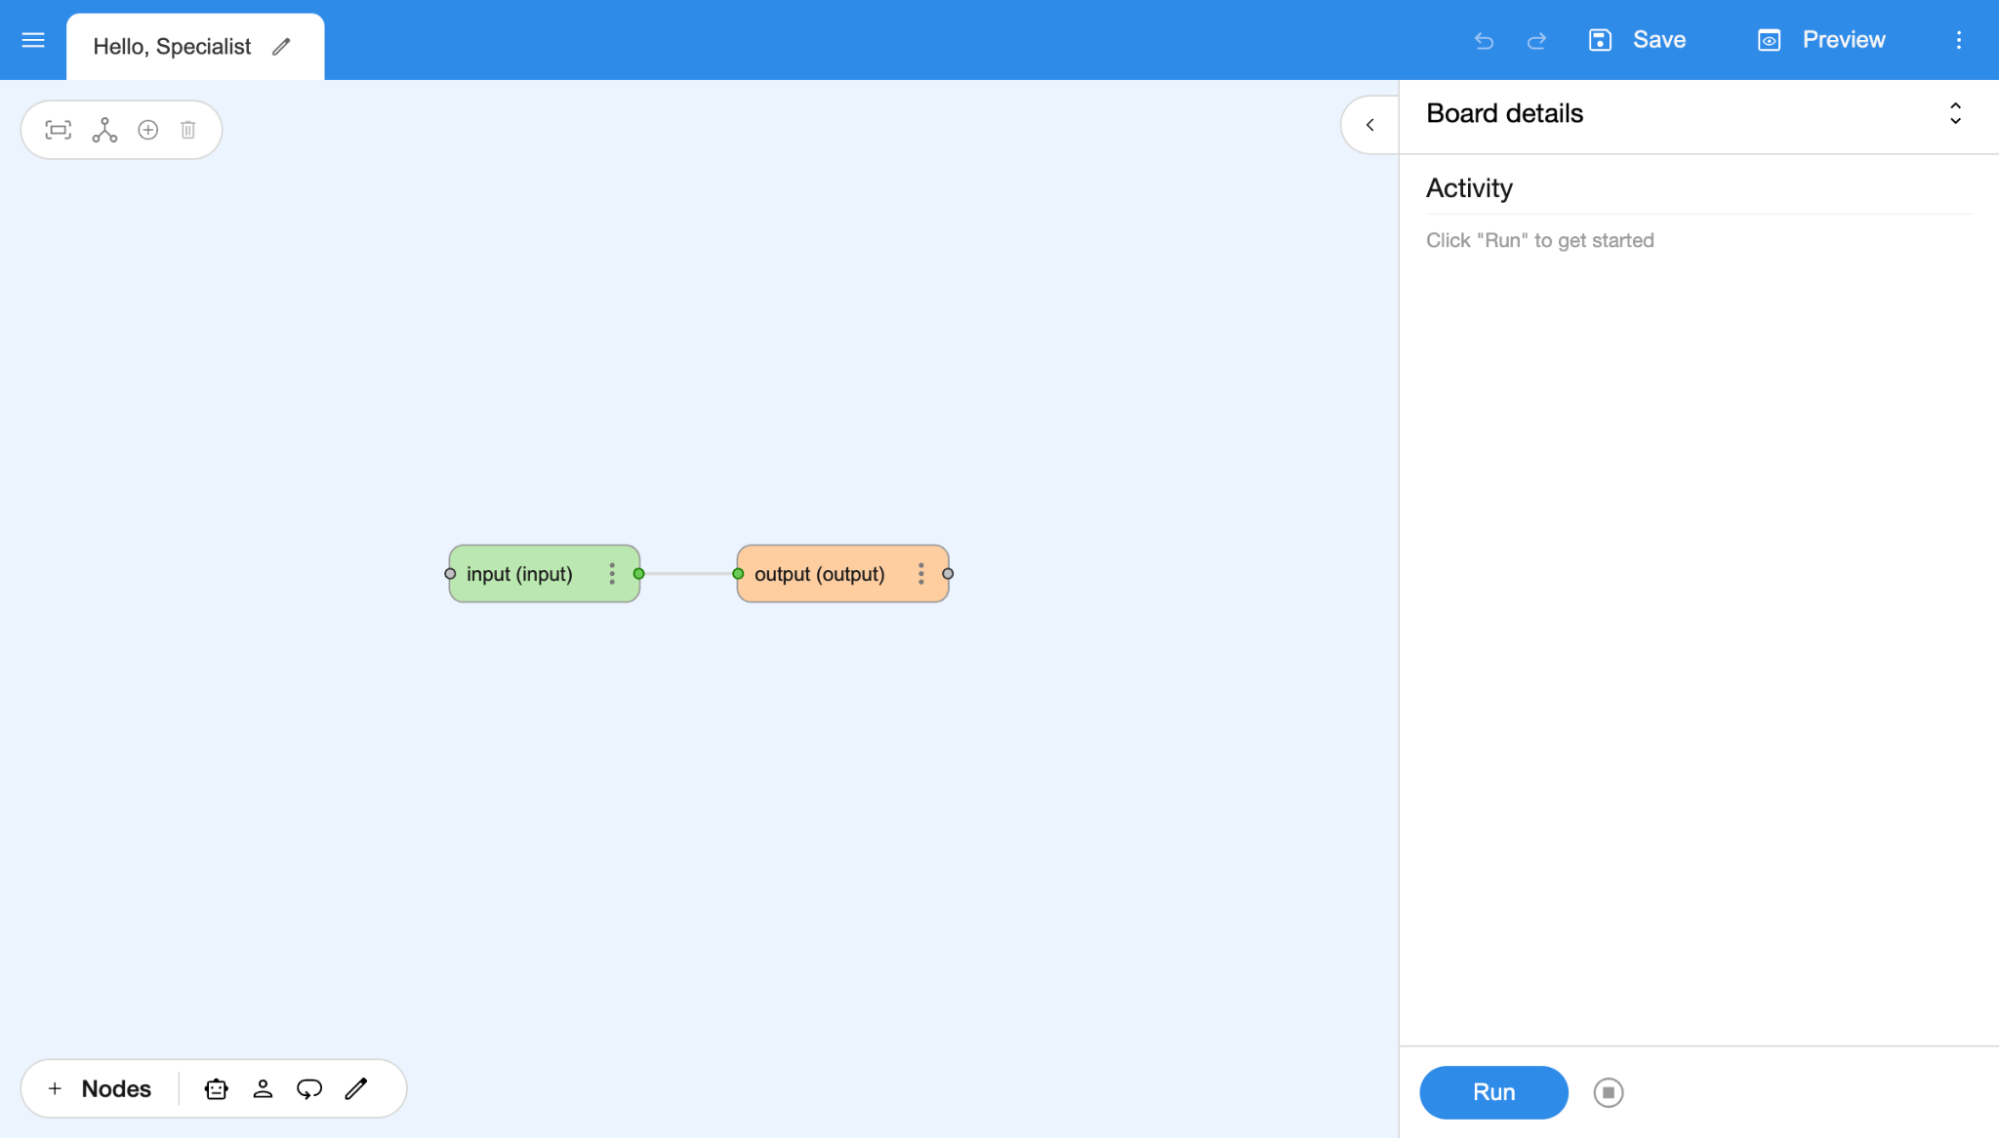 Hello, Specialist
Save
Preview
Board details
Activity
Click "Run" to get started
input (input)
output (output)
+ Nodes
Run